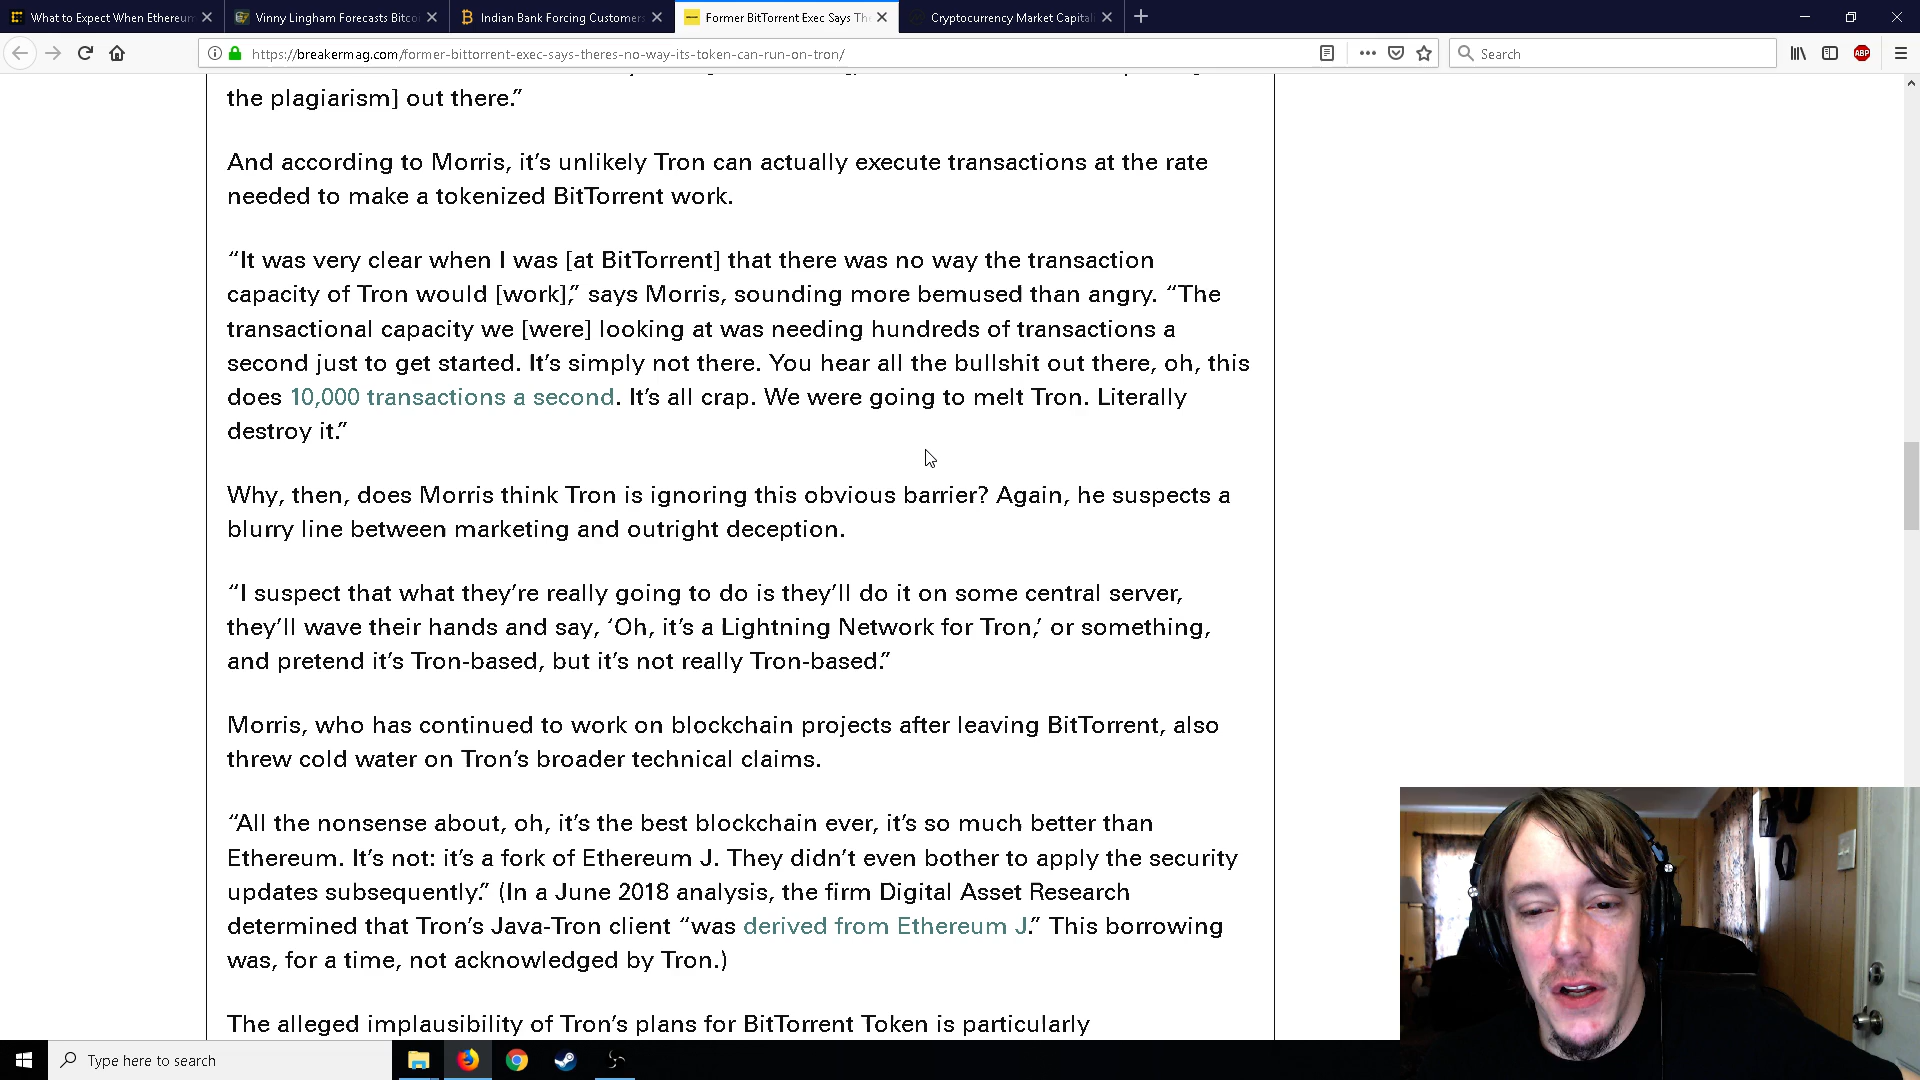 What to Expect When Ethereum
Vinny Lingham Forecasts Bitco
Indian Bank Forcing Customers
Former BitTorrent Exec Says The
Cryptocurrency Market Capitali
https://breakermag.com/former-bittorrent-exec-says-theres-no-way-its-token-can-run-on-tron/
Search
ABP
the plagiarism] out there.”
And according to Morris, it’s unlikely Tron can actually execute transactions at the rate
needed to make a tokenized BitTorrent work.
“It was very clear when I was [at BitTorrent] that there was no way the transaction
capacity of Tron would [work],” says Morris, sounding more bemused than angry. “The
transactional capacity we [were] looking at was needing hundreds of transactions a
second just to get started. It’s simply not there. You hear all the bullshit out there, oh, this
does 10,000 transactions a second. It’s all crap. We were going to melt Tron. Literally
destroy it.”
Why, then, does Morris think Tron is ignoring this obvious barrier? Again, he suspects a
blurry line between marketing and outright deception.
“I suspect that what they’re really going to do is they’ll do it on some central server,
they’ll wave their hands and say, ‘Oh, it’s a Lightning Network for Tron,’ or something,
and pretend it’s Tron-based, but it’s not really Tron-based.”
Morris, who has continued to work on blockchain projects after leaving BitTorrent, also
threw cold water on Tron’s broader technical claims.
“All the nonsense about, oh, it’s the best blockchain ever, it’s so much better than
Ethereum. It’s not: it’s a fork of Ethereum J. They didn’t even bother to apply the security
updates subsequently.” (In a June 2018 analysis, the firm Digital Asset Research
determined that Tron’s Java-Tron client “was derived from Ethereum J.” This borrowing
was, for a time, not acknowledged by Tron.)
The alleged implausibility of Tron’s plans for BitTorrent Token is particularly
Type here to search